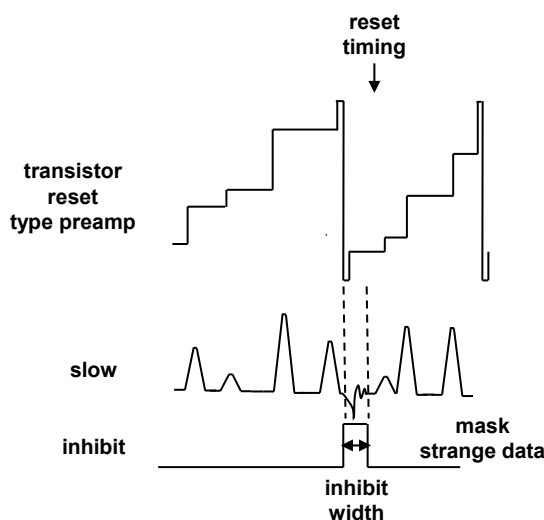 reset
timing
transistor
reset
type preamp
slow
inhibit
mask
strange data
inhibit
width